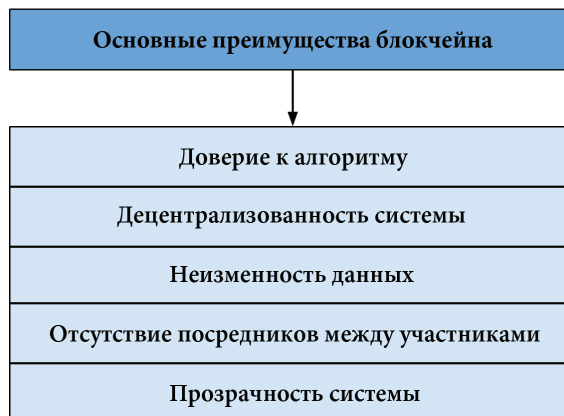 Основные преимущества блокчейна
Доверие к алгоритму
Децентрализованность системы
Неизменность данных
Отсутствие посредников между участниками
Прозрачность системы